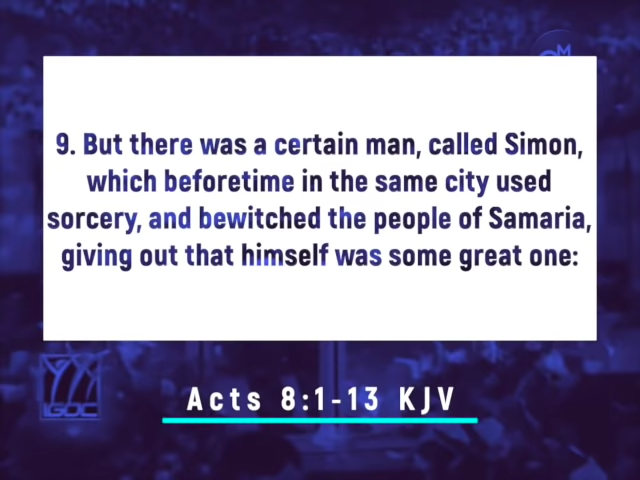 9. But there was a certain man, called Simon,
which beforetime in the same city used
sorcery, and bewitched the people of Samaria,
giving out that himself was some great one:
IGOC
Acts 8:1-13 KJV